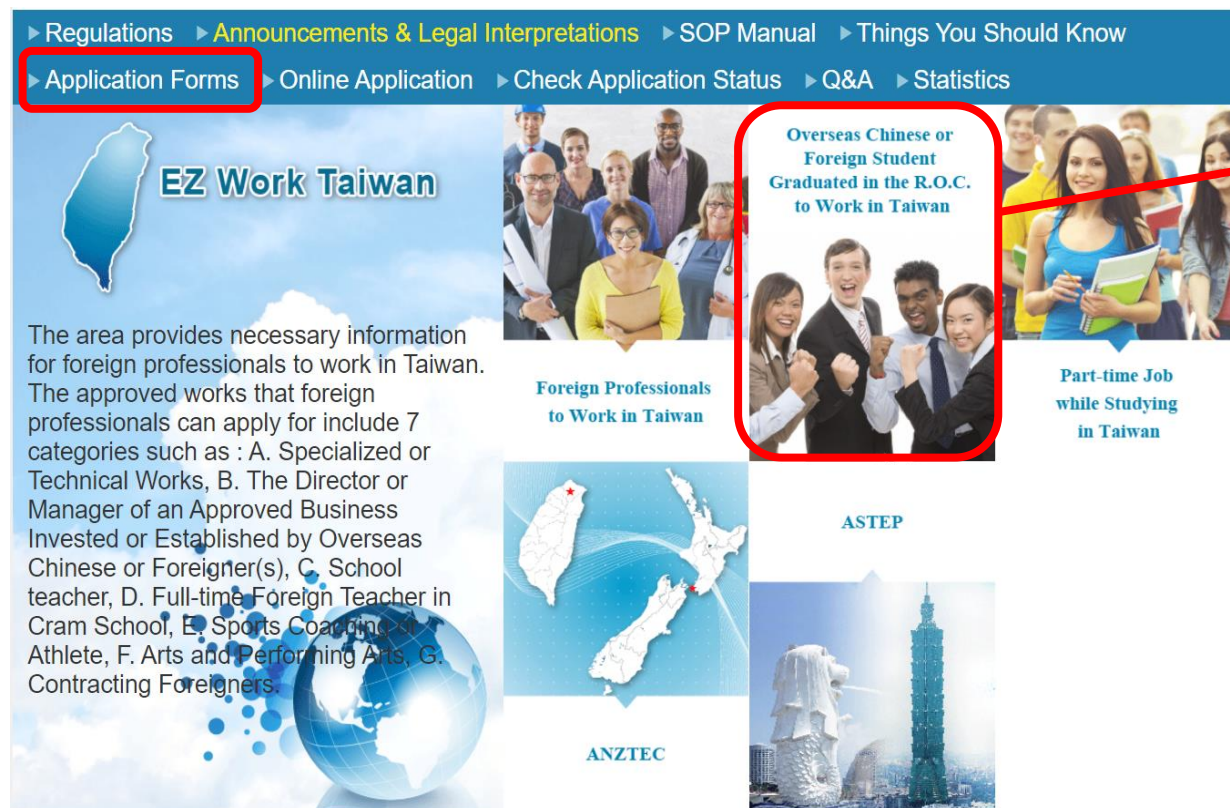 Regulations Announcements & Legal Interpretations SOP Manual Things You Should Know
Application Forms Online Application Check Application Status Q&A Statistics
EZ Work Taiwan
The area provides necessary information
for foreign professionals to work in Taiwan.
The approved works that foreign
professionals can apply for include 7
categories such as : A. Specialized or
Technical Works, B. The Director or
Manager of an Approved Business
Invested or Established by Overseas
Chinese or Foreigner(s), C. School
teacher, D. Full-time Foreign Teacher in
Cram School, E. Sports Coaching or
Athlete, F. Arts and Performing Arts, G.
Contracting Foreigners.
Foreign Professionals
to Work in Taiwan
Overseas Chinese or
Foreign Student
Graduated in the R.O.C.
to Work in Taiwan
Part-time Job
while Studying
in Taiwan
ANZTEC
ASTEP